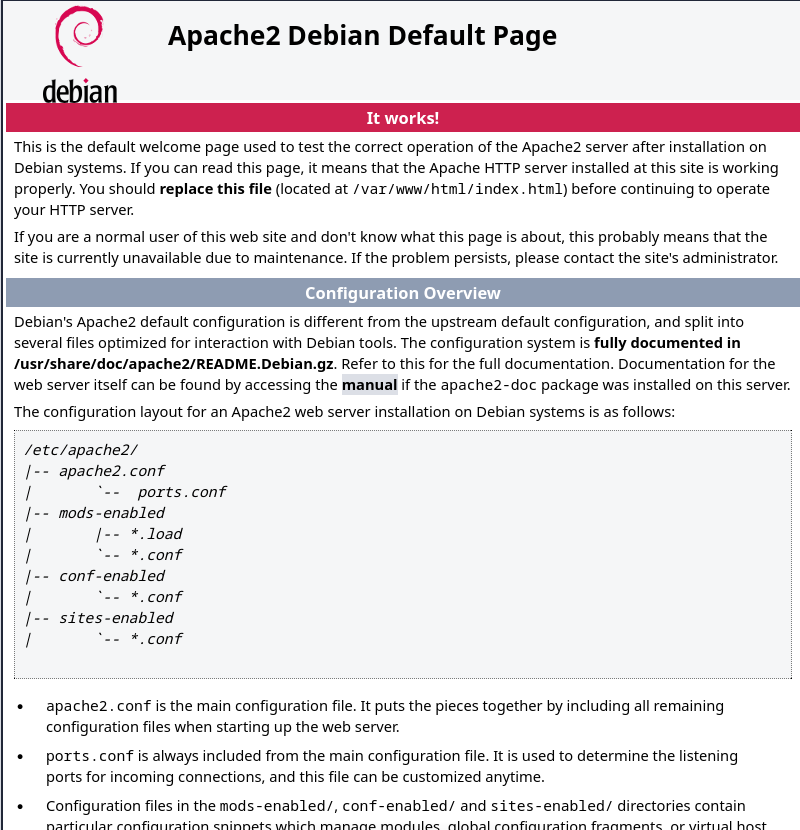 debian
Apache2 Debian Default Page
It works!
This is the default welcome page used to test the correct operation of the Apache2 server after installation on
Debian systems. If you can read this page, it means that the Apache HTTP server installed at this site is working
properly. You should replace this file (located at /var/www/html/index.html) before continuing to operate
your HTTP server.
If you are a normal user of this web site and don't know what this page is about, this probably means that the
site is currently unavailable due to maintenance. If the problem persists, please contact the site's administrator.
Configuration Overview
Debian's Apache2 default configuration is different from the upstream default configuration, and split into
several files optimized for interaction with Debian tools. The configuration system is fully documented in
/usr/share/doc/apache2/README.Debian.gz. Refer to this for the full documentation. Documentation for the
web server itself can be found by accessing the manual if the apache2-doc package was installed on this server.
The configuration layout for an Apache2 web server installation on Debian systems is as follows:
/etc/apache2/
|-- apache2.conf
|       `--  ports.conf
|-- mods-enabled
|       |-- *.load
|       `-- *.conf
|-- conf-enabled
|       `-- *.conf
|-- sites-enabled
|       `-- *.conf
• apache2.conf is the main configuration file. It puts the pieces together by including all remaining
configuration files when starting up the web server.
• ports.conf is always included from the main configuration file. It is used to determine the listening
ports for incoming connections, and this file can be customized anytime.
• Configuration files in the mods-enabled/, conf-enabled/ and sites-enabled/ directories contain
particular configuration snippets which manage modules, global configuration fragments, or virtual host